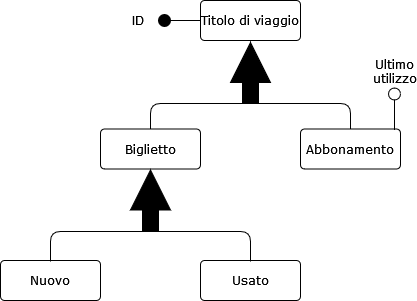 ID
Titolo di viaggio
Ultimo
utilizzo
Biglietto
Abbonamento
Nuovo
Usato